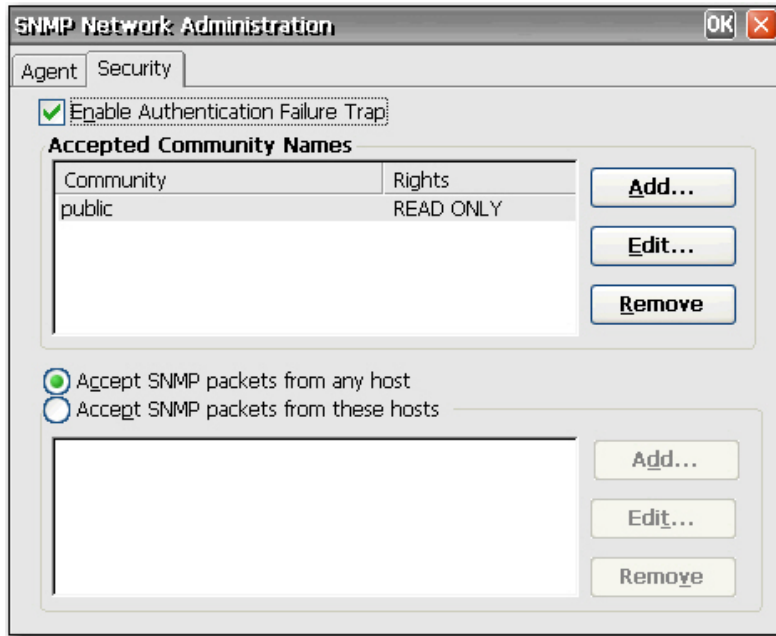 SNMP Network Administration OK
Agent Security
Enable Authentication Failure Trap
Accepted Community Names
Community Rights
public READ ONLY
Add...
Edit...
Remove
Accept SNMP packets from any host
Accept SNMP packets from these hosts
Add...
Edit...
Remove